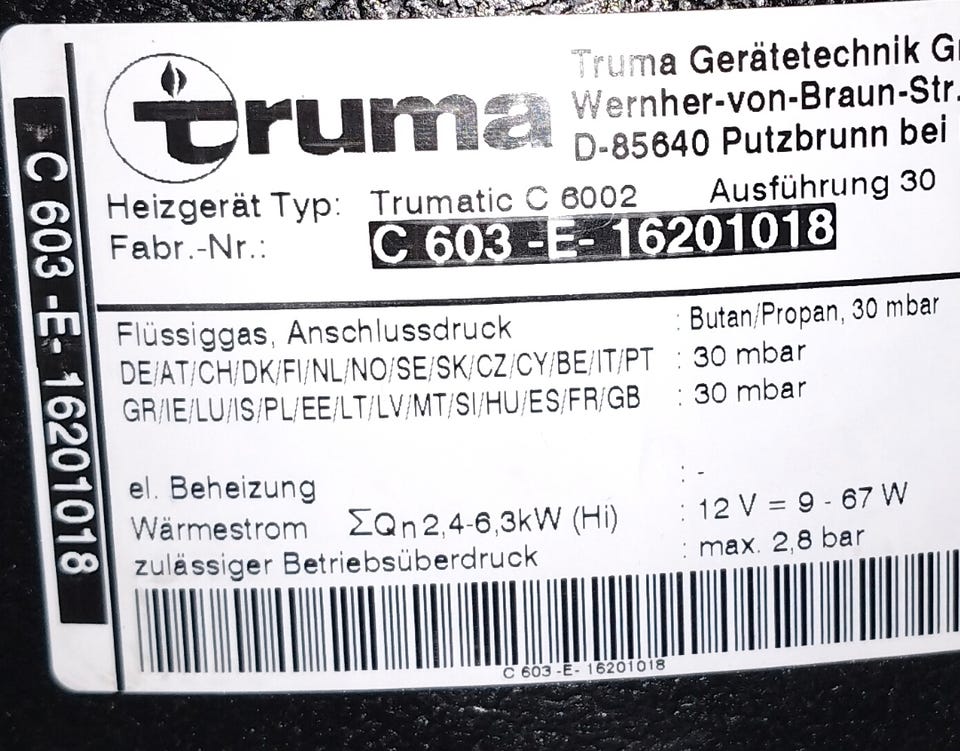 truma
Truma Gerätetechnik
Wernher-von-Braun-Str.
D-85640 Putzbrunn bei
Heizgerät Typ: Trumatic C 6002 Ausführung 30
Fabr.-Nr.: C 603 -E- 16201018
Flüssiggas, Anschlussdruck : Butan/Propan, 30 mbar
DE/AT/CH/DK/FI/NL/NO/SE/SK/CZ/CY/BE/IT/PT : 30 mbar
GR/IE/LU/IS/PL/EE/LT/LV/MT/SI/HU/ES/FR/GB : 30 mbar
el. Beheizung : -
Wärmestrom ΣQn2,4-6,3kW (Hi) : 12 V = 9 - 67 W
zulässiger Betriebsüberdruck : max. 2,8 bar
C 603 -E- 16201018
C 603 -E- 16201018